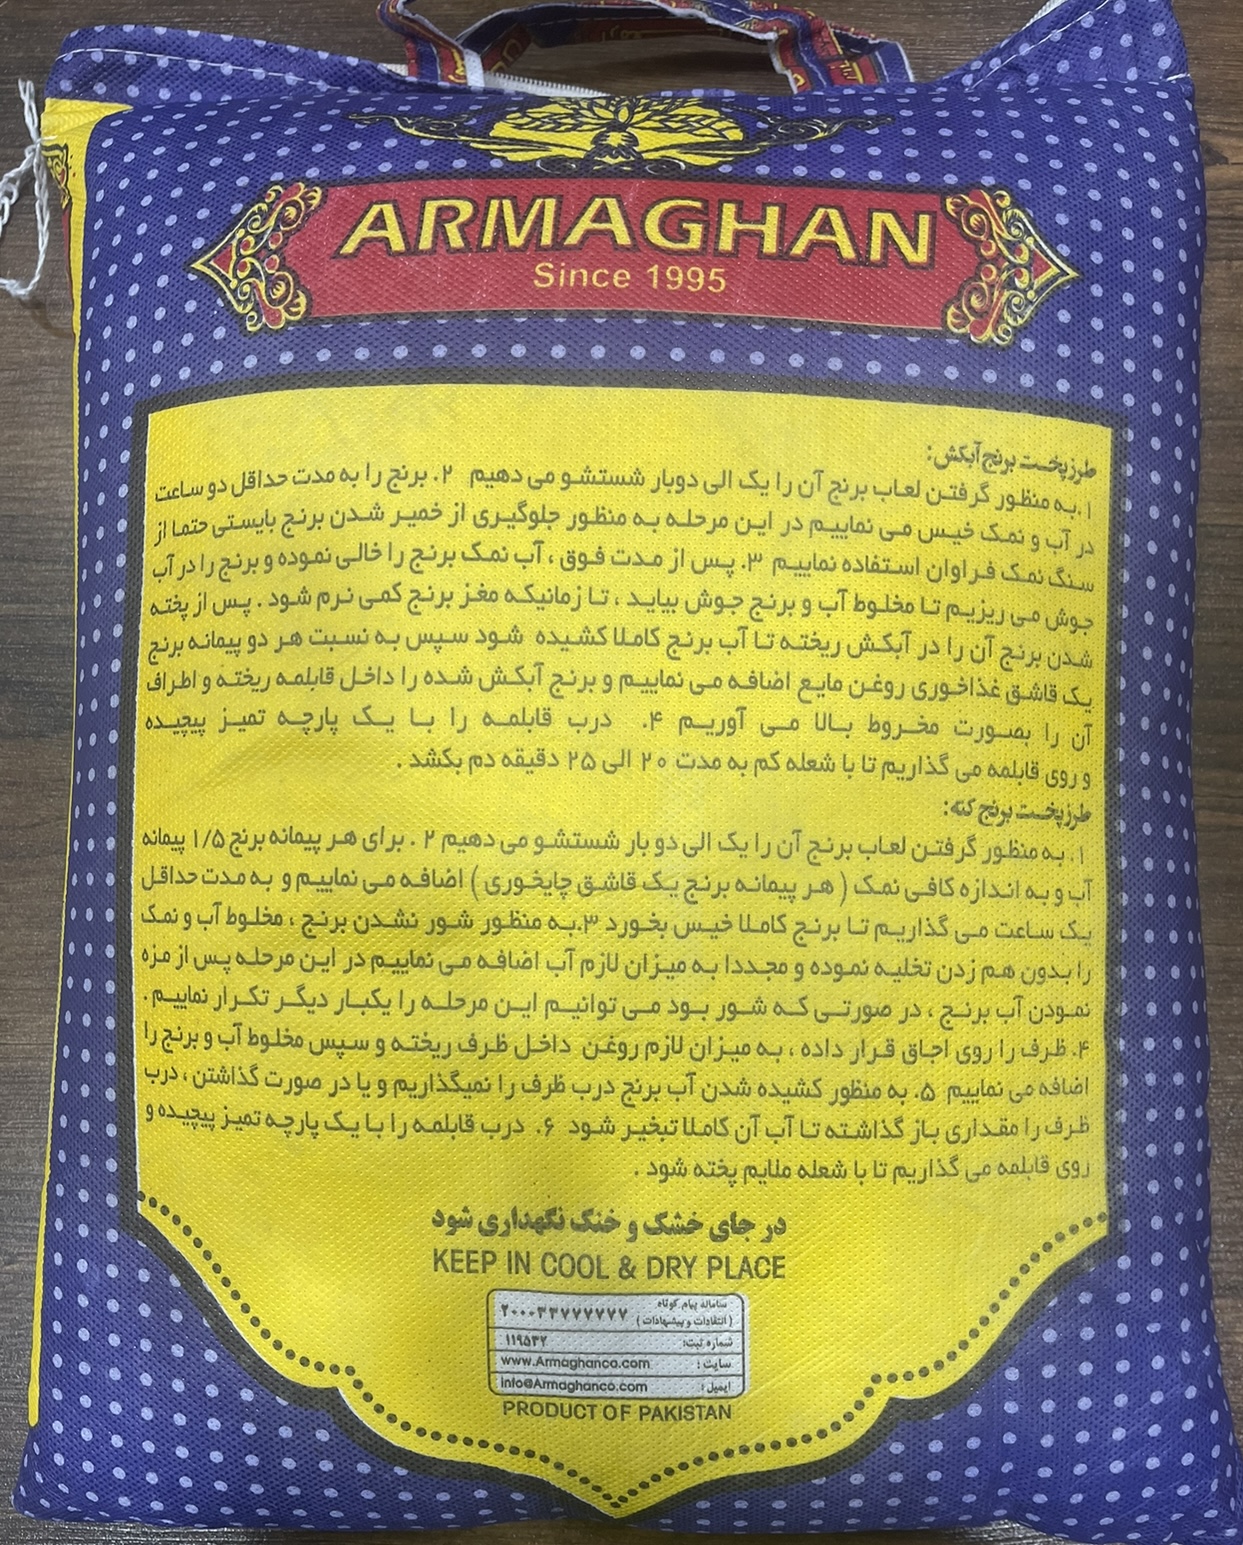 ARMAGHAN
Since 1995
طرز پخت برنج آبکش:
۱. به منظور گرفتن لعاب برنج آن را یک الی دوبار شستشو می دهیم ۲. برنج را به مدت حداقل دو ساعت
در آب و نمک خیس می نماییم در این مرحله به منظور جلوگیری از خمیر شدن برنج بایستی حتما از
سنگ نمک فراوان استفاده نماییم ۳. پس از مدت فوق ، آب نمک برنج را خالی نموده و برنج را در آب
جوش می ریزیم تا مخلوط آب و برنج جوش بیاید ، تا زمانیکه مغز برنج کمی نرم شود . پس از پخته
شدن برنج آن را در آبکش ریخته تا آب برنج کاملا کشیده شود سپس به نسبت هر دو پیمانه برنج
یک قاشق غذاخوری روغن مایع اضافه می نماییم و برنج آبکش شده را داخل قابلمه ریخته و اطراف
آن را بصورت مخروط بالا می آوریم ۴. درب قابلمه را با یک پارچه تمیز پیچیده
و روی قابلمه می گذاریم تا با شعله کم به مدت ۲۰ الی ۲۵ دقیقه دم بکشد .
طرز پخت برنج کته:
۱. به منظور گرفتن لعاب برنج آن را یک الی دو بار شستشو می دهیم ۲ . برای هر پیمانه برنج ۱/۵ پیمانه
آب و به اندازه کافی نمک ( هر پیمانه برنج یک قاشق چایخوری ) اضافه می نماییم و به مدت حداقل
یک ساعت می گذاریم تا برنج کاملا خیس بخورد ۳.به منظور شور نشدن برنج ، مخلوط آب و نمک
را بدون هم زدن تخلیه نموده و مجددا به میزان لازم آب اضافه می نماییم در این مرحله پس از مزه
نمودن آب برنج ، در صورتی که شور بود می توانیم این مرحله را یکبار دیگر تکرار نماییم .
۴. ظرف را روی اجاق قرار داده ، به میزان لازم روغن داخل ظرف ریخته و سپس مخلوط آب و برنج را
اضافه می نماییم ۵. به منظور کشیده شدن آب برنج درب ظرف را نمیگذاریم و یا در صورت گذاشتن ، درب
ظرف را مقداری باز گذاشته تا آب آن کاملا تبخیر شود ۶. درب قابلمه را با یک پارچه تمیز پیچیده و
روی قابلمه می گذاریم تا با شعله ملایم پخته شود .
در جای خشک و خنک نگهداری شود
KEEP IN COOL & DRY PLACE
سامانه پیام کوتاه
( انتقادات و پیشنهادات ) ۲۰۰۰۳۳۷۷۷۷۷۷
شماره ثبت: ۱۱۹۵۳۲
سایت : www.Armaghanco.com
ایمیل : info@Armaghanco.com
PRODUCT OF PAKISTAN